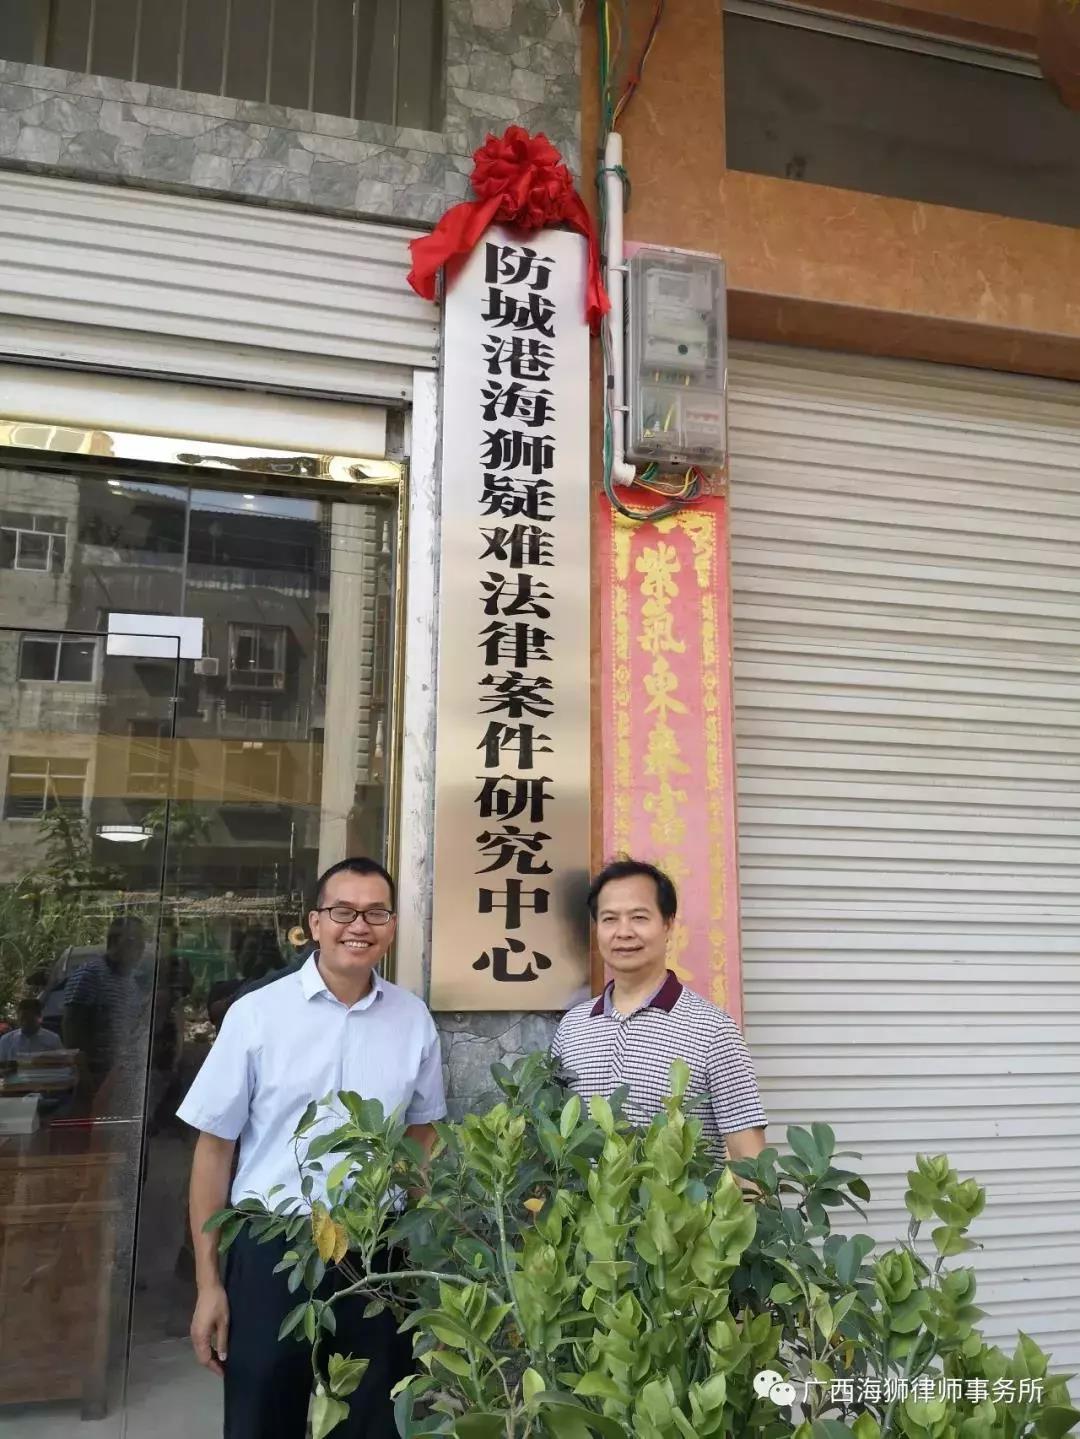 防城港海狮疑难法律案件研究中心
紫氣東來富
广西海狮律师事务所